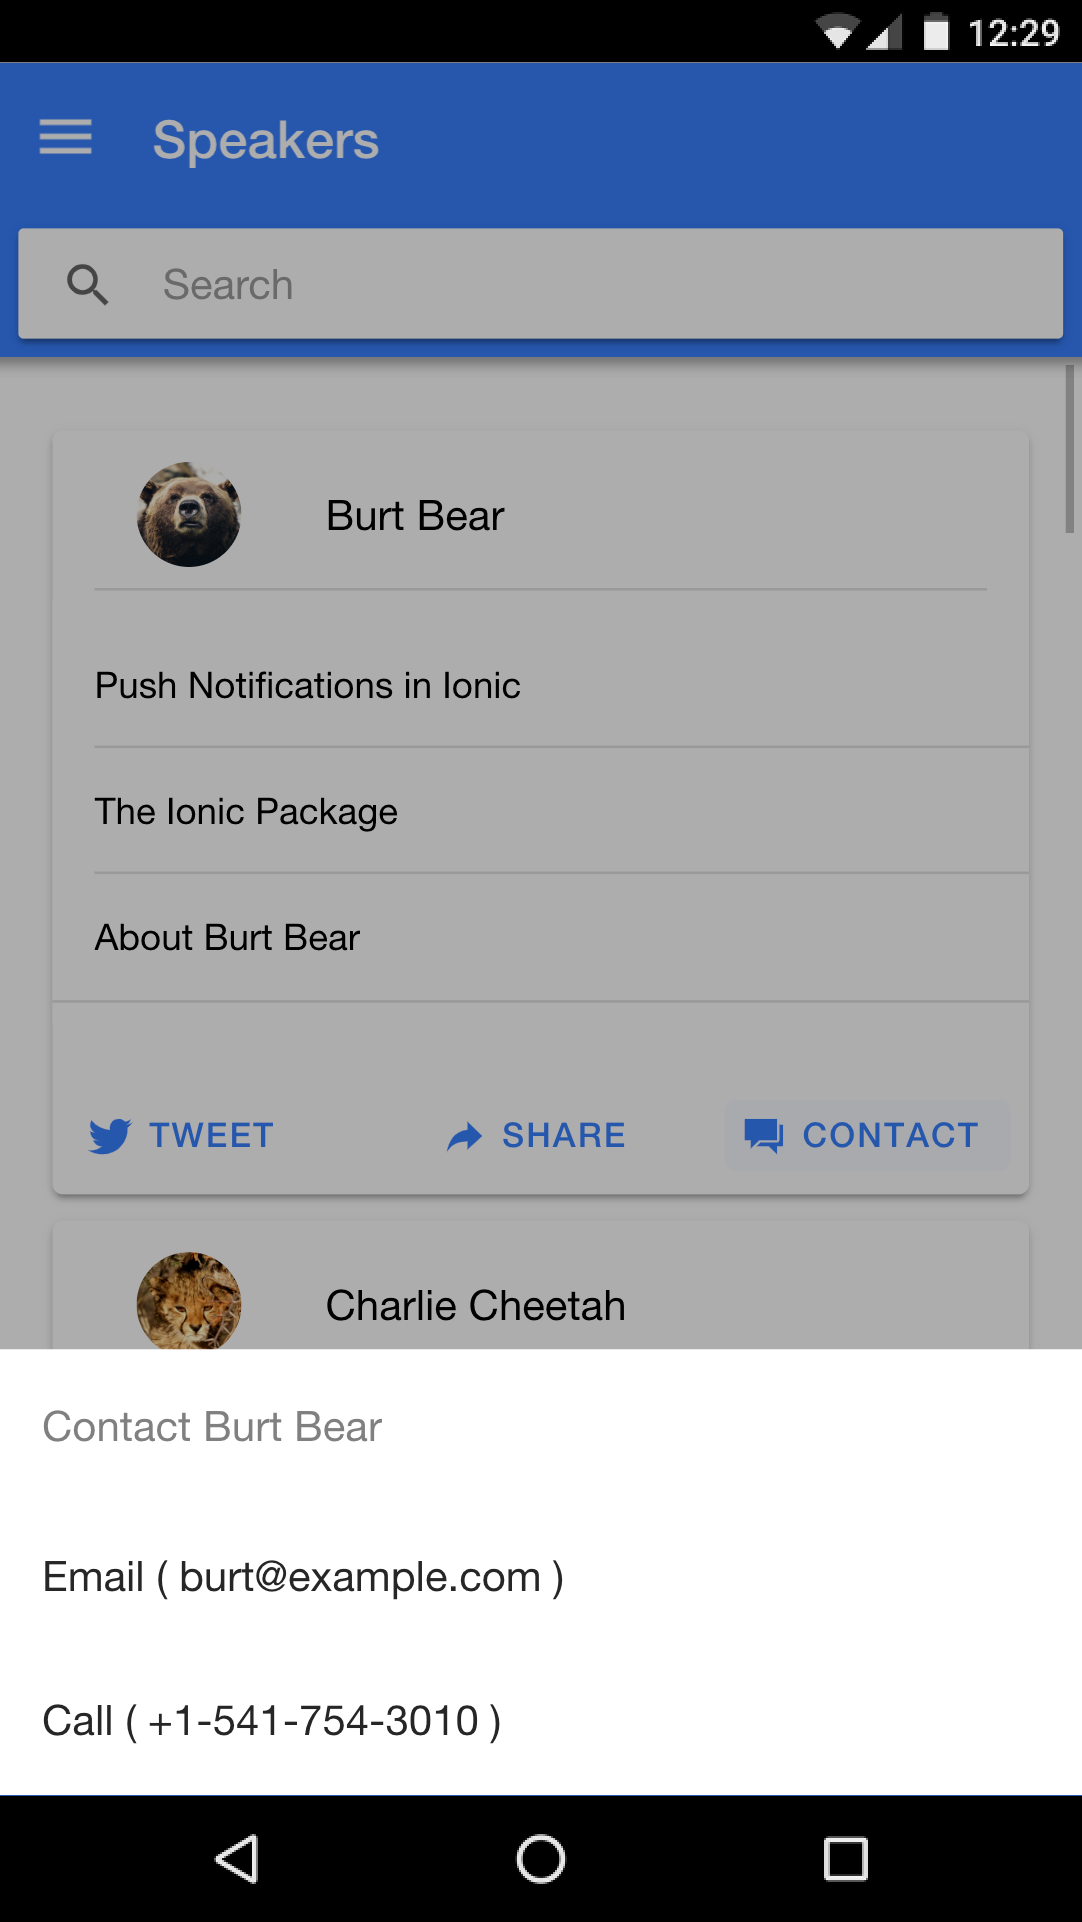 12:29
Speakers
Search
Burt Bear
Push Notifications in Ionic
The Ionic Package
About Burt Bear
TWEET SHARE CONTACT
Charlie Cheetah
Contact Burt Bear
Email ( burt@example.com )
Call ( +1-541-754-3010 )